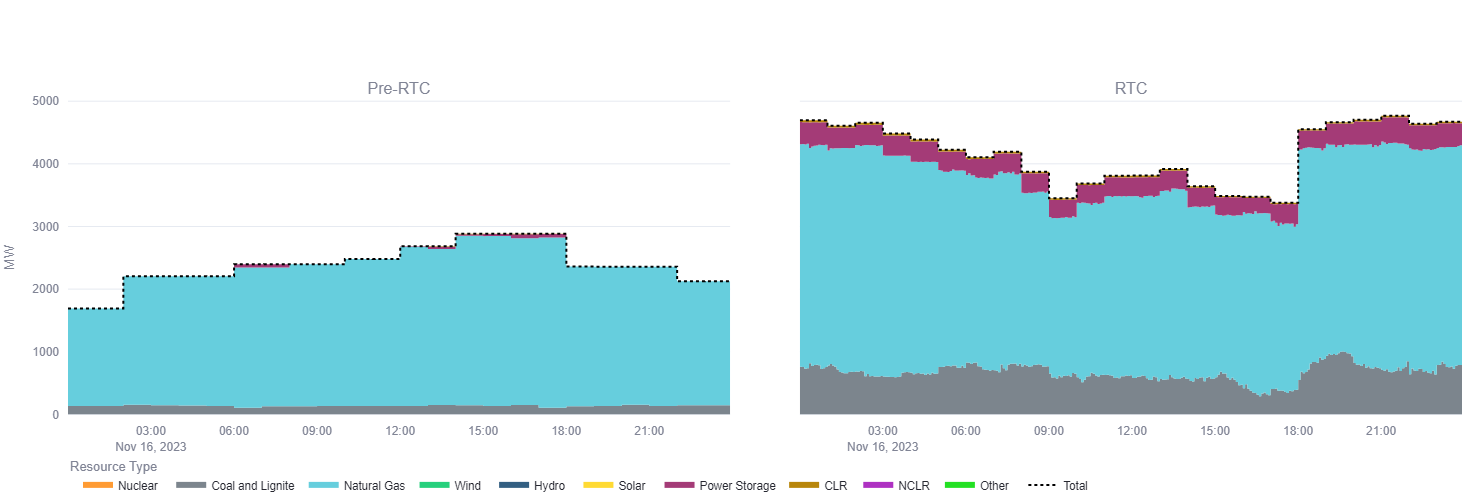 Pre-RTC
RTC
MW
5000
4000
3000
2000
1000
0
03:00 06:00 09:00 12:00 15:00 18:00 21:00
Nov 16, 2023
03:00 06:00 09:00 12:00 15:00 18:00 21:00
Nov 16, 2023
Resource Type
Nuclear Coal and Lignite Natural Gas Wind Hydro Solar Power Storage CLR NCLR Other Total